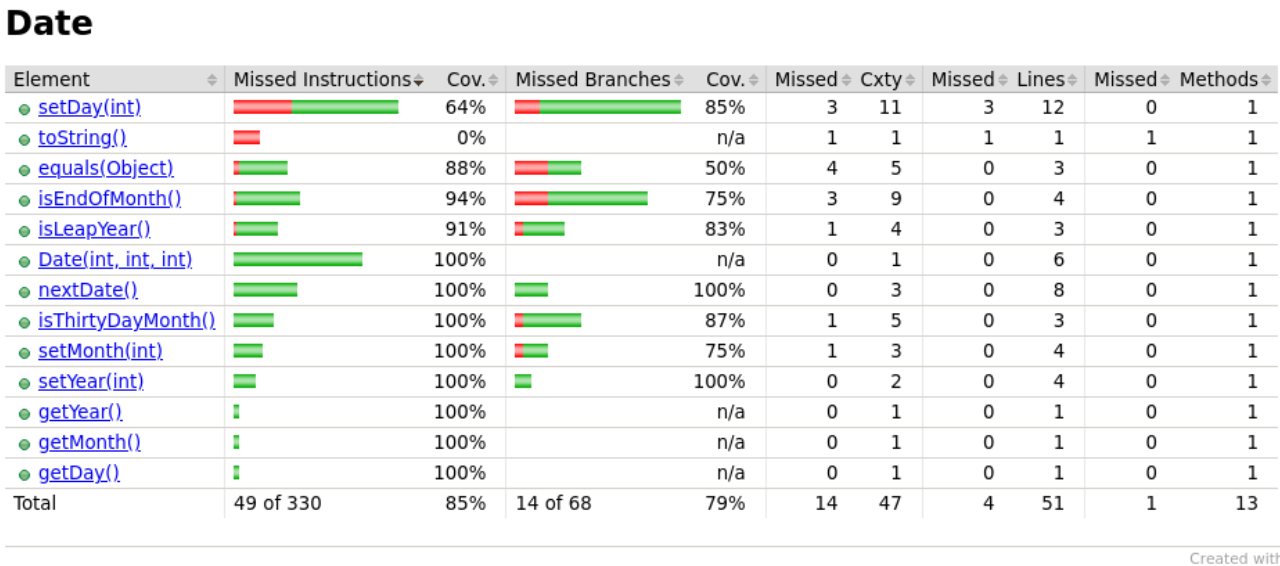 Date
Element Missed Instructions Cov. Missed Branches Cov. Missed Cxty Missed Lines Missed Methods
setDay(int) 64% 85% 3 11 3 12 0 1
toString() 0% n/a 1 1 1 1 1 1
equals(Object) 88% 50% 4 5 0 3 0 1
isEndOfMonth() 94% 75% 3 9 0 4 0 1
isLeapYear() 91% 83% 1 4 0 3 0 1
Date(int, int, int) 100% n/a 0 1 0 6 0 1
nextDate() 100% 100% 0 3 0 8 0 1
isThirtyDayMonth() 100% 87% 1 5 0 3 0 1
setMonth(int) 100% 75% 1 3 0 4 0 1
setYear(int) 100% 100% 0 2 0 4 0 1
getYear() 100% n/a 0 1 0 1 0 1
getMonth() 100% n/a 0 1 0 1 0 1
getDay() 100% n/a 0 1 0 1 0 1
Total 49 of 330 85% 14 of 68 79% 14 47 4 51 1 13
Created with